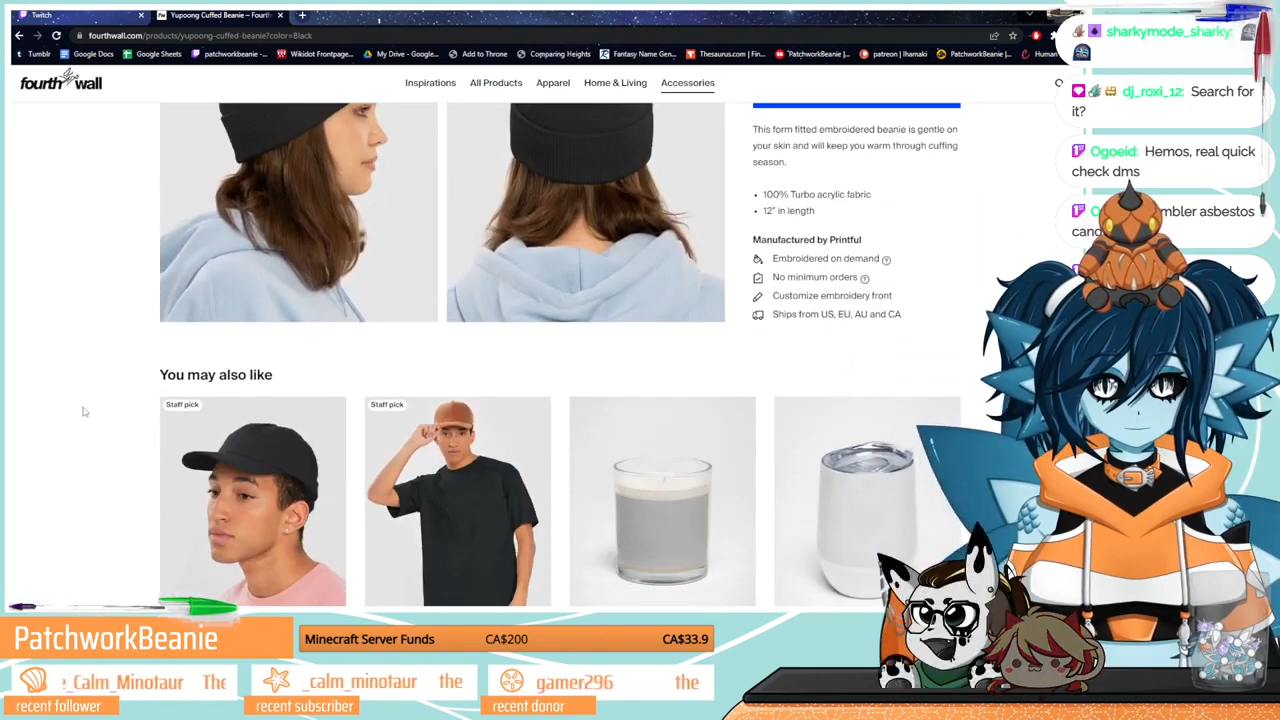 Twitch
Yupoong Cuffed Beanie – Fourth
fourthwall.com/products/yupoong-cuffed-beanie?color=Black
Tumblr
Google Docs
Google Sheets
patchworkbeanie -...
Wikidot Frontpage...
My Drive - Google...
Add to Throne
Comparing Heights
Fantasy Name Gen...
Thesaurus.com | Fin...
"PatchworkBeanie |...
patreon | Ihamaki
PatchworkBeanie |...
Human
fourth wall
Inspirations
All Products
Apparel
Home & Living
Accessories
This form fitted embroidered beanie is gentle on
your skin and will keep you warm through cuffing
season.
• 100% Turbo acrylic fabric
• 12" in length
Manufactured by Printful
Embroidered on demand
No minimum orders
Customize embroidery front
Ships from US, EU, AU and CA
You may also like
Staff pick
Staff pick
sharkymode_sharky:
dj_roxi_12: Search for
it?
Ogoeid: Hemos, real quick
check dms
mbler asbestos
PatchworkBeanie
Minecraft Server Funds CA$200 CA$33.9
_Calm_Minotaur The
recent follower
_calm_minotaur the
recent subscriber
gamer296 the
recent donor